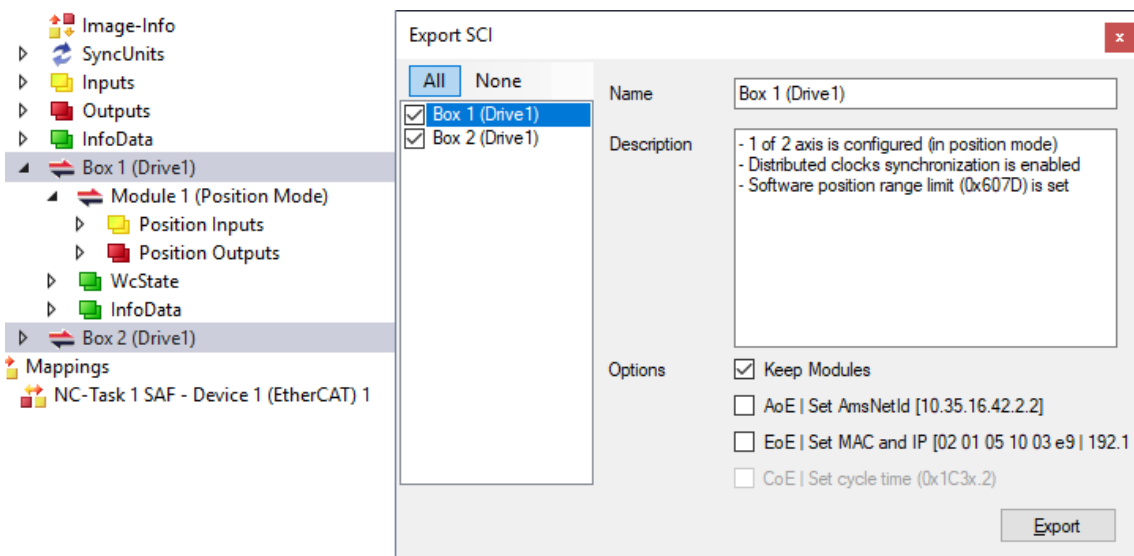 Image-Info
SyncUnits
Inputs
Outputs
InfoData
Box 1 (Drive1)
Module 1 (Position Mode)
Position Inputs
Position Outputs
WcState
InfoData
Box 2 (Drive1)
Mappings
NC-Task 1 SAF - Device 1 (EtherCAT) 1
Export SCI
x
All None
Box 1 (Drive1)
Box 2 (Drive1)
Name
Box 1 (Drive1)
Description
- 1 of 2 axis is configured (in position mode)
- Distributed clocks synchronization is enabled
- Software position range limit (0x607D) is set
Options
Keep Modules
AoE | Set AmsNetId [10.35.16.42.2.2]
EoE | Set MAC and IP [02 01 05 10 03 e9 | 192.1
CoE | Set cycle time (0x1C3x.2)
Export